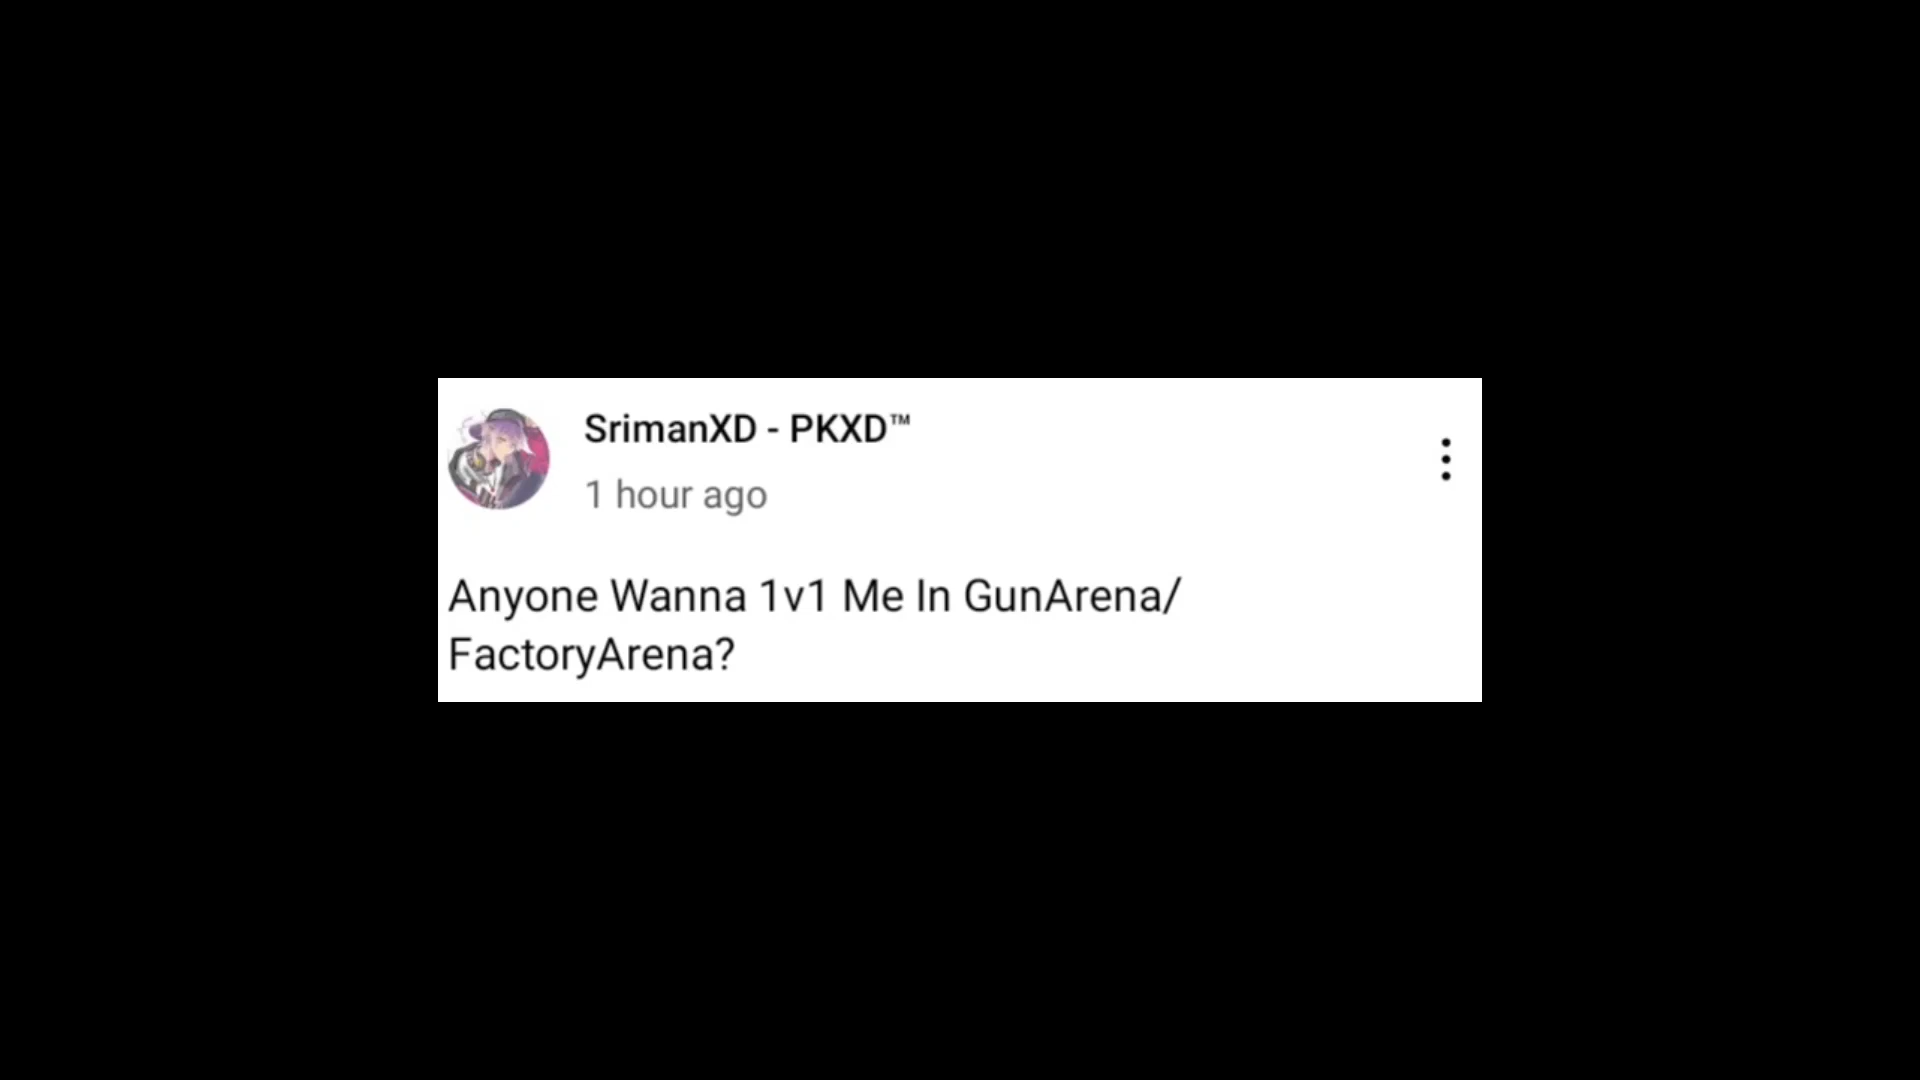 SrimanXD - PKXD™
1 hour ago
Anyone Wanna 1v1 Me In GunArena/
FactoryArena?